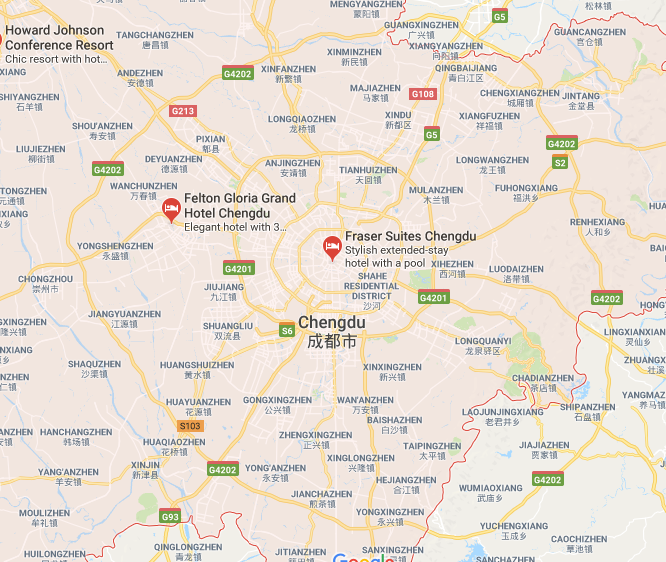 MENGYANGZHEN
蒙阳镇
GUANGXINGZHEN
广兴镇
G5
SONGLINZHEN
松林镇
Howard Johnson
Conference Resort
Chic resort with hot…
TANGCHANGZHEN
唐昌镇
XINMINZHEN
新民镇
XIANGYANGZHEN
向阳镇
GUANCANGZHEN
官仓镇
XIANG
ANDEZHEN
安德镇
G4202
XINFANZHEN
新繁镇
QINGBAIJIANG
青白江区
SHIYANGZHEN
石羊镇
G213
MAJIAZHEN
马家镇
G108
CHENGXIANGZHEN
城厢镇
JINTANG
金堂县
SHOU'ANZHEN
寿安镇
LONGQIAOZHEN
龙桥镇
XINDU
新都区
XIANGFUZHEN
祥福镇
G5
LIUJIEZHEN
柳街镇
PIXIAN
郫县
G4202
S2
DEYUANZHEN
德源镇
ANJINGZHEN
安靖镇
TIANHUIZHEN
天回镇
LONGWANGZHEN
龙王镇
G4202
WANCHUNZHEN
万春镇
MULANZHEN
木兰镇
FUHONGXIANG
福洪乡
TONGZHEN
元通镇
Felton Gloria Grand
Hotel Chengdu
Elegant hotel with 3…
RENHEXIANG
人和乡
YONGSHENGZHEN
永盛镇
Fraser Suites Chengdu
Stylish extended-stay
hotel with a pool
G4201
XIHEZHEN
西河镇
LUODAIZHEN
洛带镇
CHONGZHOU
崇州市
JIUJIANG
九江镇
SHAHE
RESIDENTIAL
DISTRICT
沙河
G4201
G4202
JIANGYUANZHEN
江源镇
SHUANGLIU
双流县
S6
Chengdu
成都市
LONGQUANYI
龙泉驿区
LINGXIANXIANG
灵仙乡
SHAQUZHEN
沙渠镇
HUANGSHUIZHEN
黄水镇
XINXINGZHEN
新兴镇
CHADIANZHEN
茶店镇
ZHUANGX
壮溪
HUAYUANZHEN
花源镇
GONGXINGZHEN
公兴镇
WAN'ANZHEN
万安镇
LAOJUNJINGXIANG
老君井乡
SHIPANZHEN
石盘镇
YANGMAZH
养马镇
S103
BAISHAZHEN
白沙镇
HANCHANGZHEN
韩场镇
HUAQIAOZHEN
花桥镇
ZHENGXINGZHEN
正兴镇
TAIPINGZHEN
太平镇
JIAJIAZHEN
贾家镇
XINJIN
新津县
G4202
XINGLONGZHEN
兴隆镇
G4202
YANG'ANZHEN
羊安镇
YONG'ANZHEN
永安镇
HEJIANGZHEN
合江镇
WUMIAOXIANG
武庙乡
JIANCHAZHEN
煎茶镇
MOULIZHEN
牟礼镇
G93
YONGXINGZHEN
永兴镇
YUCHENGXIANG
玉成乡
CAOCHIZHEN
草池镇
HUILONGZHEN
QINGLONGZHEN
青龙镇
JITIANZHEN
籍田镇
Google
SANXINGZHEN
三星镇
SANCHAZHEN